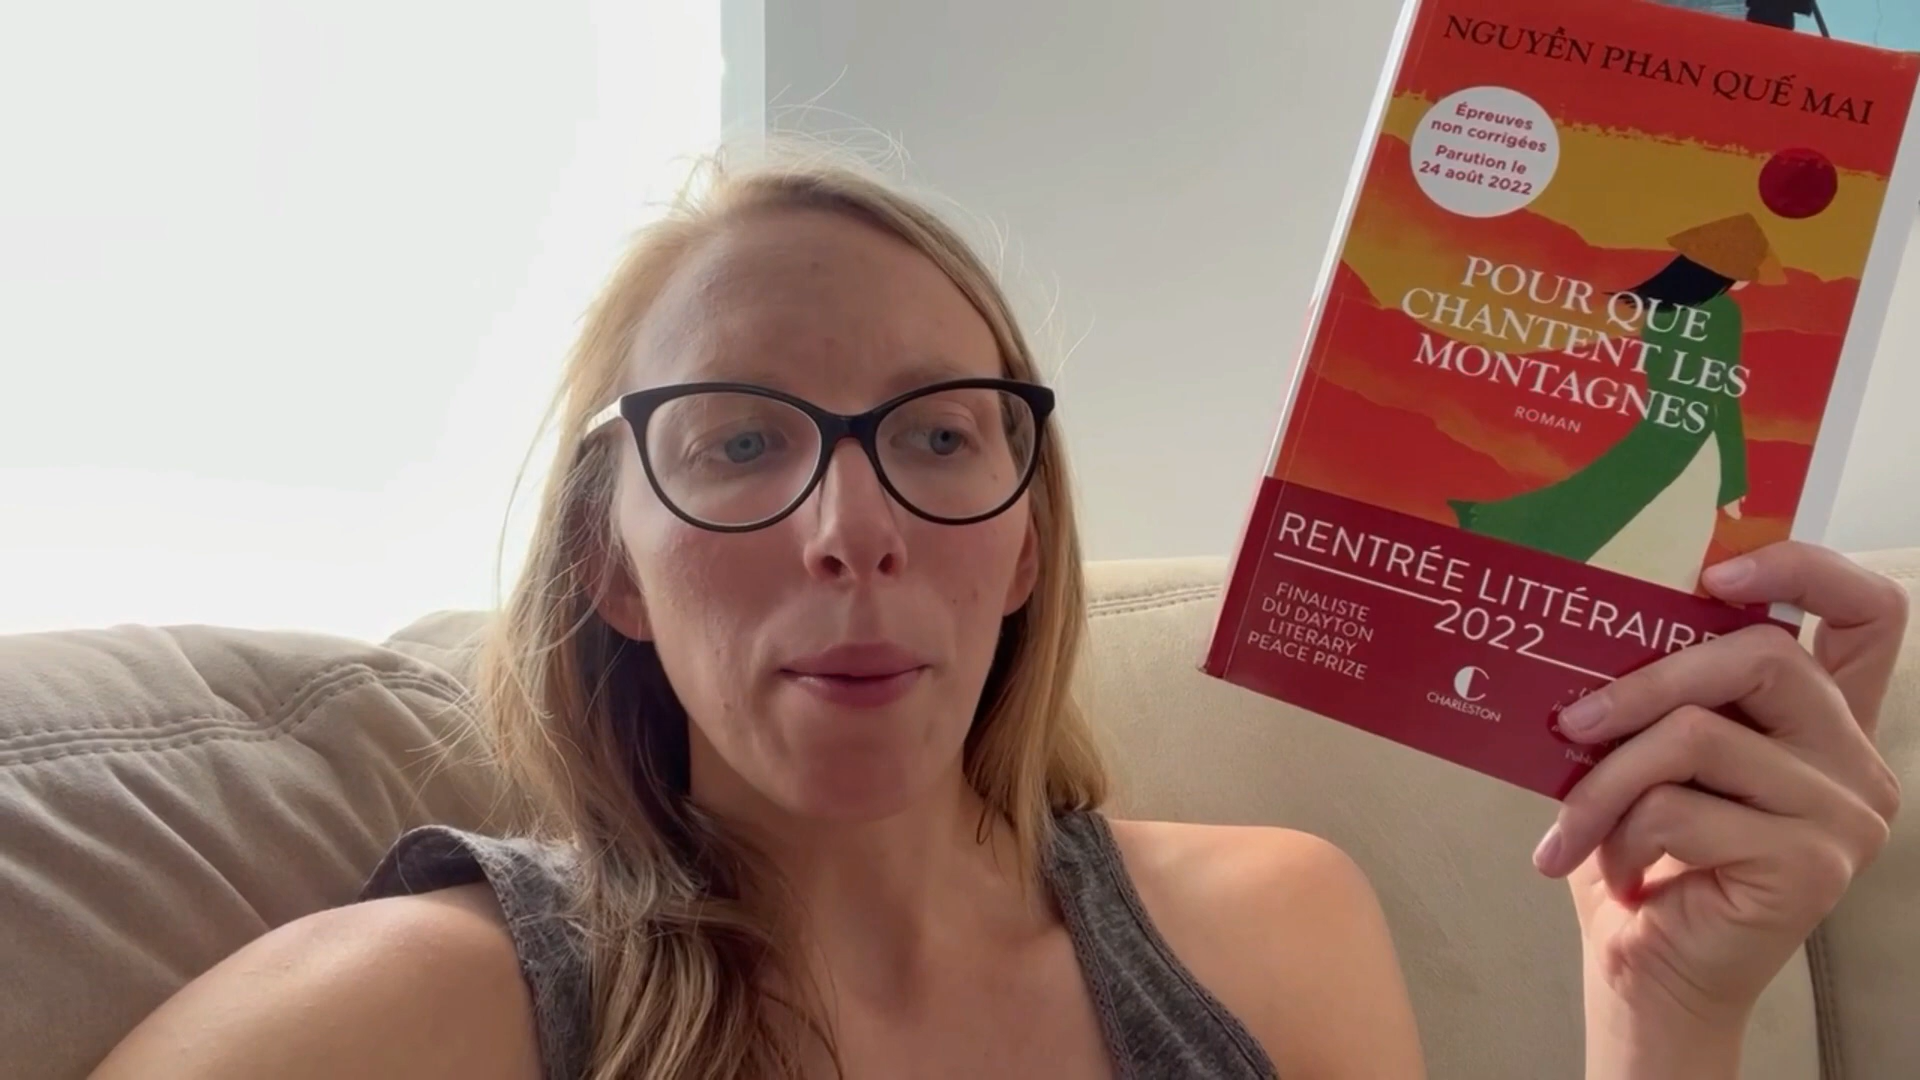 NGUYỄN PHAN QUẾ MAI
Épreuves
non corrigées
Parution le
24 août 2022
POUR QUE
CHANTENT LES
MONTAGNES
ROMAN
RENTRÉE LITTÉRAIRE
2022
FINALISTE
DU DAYTON
LITERARY
PEACE PRIZE
CHARLESTON